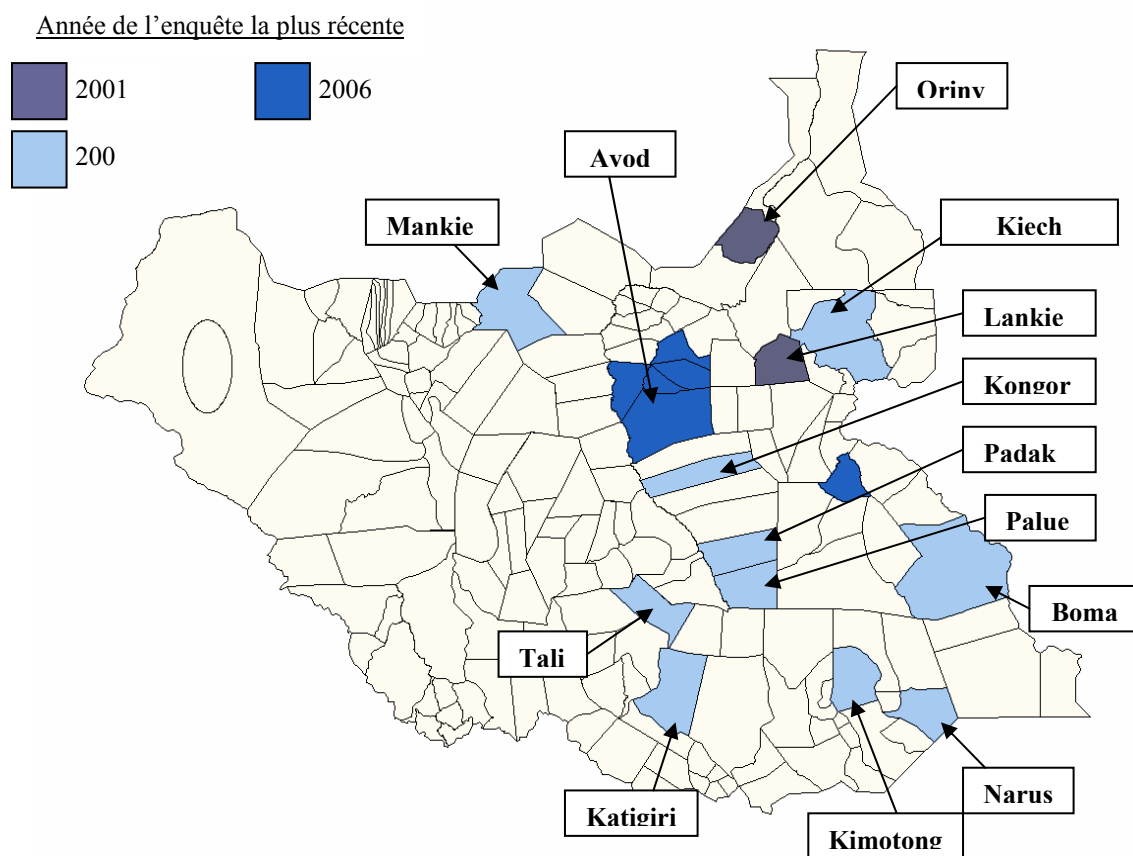 Année de l’enquête la plus récente
2001
2006
200
Oriny
Ayod
Mankie
Kiech
Lankie
Kongor
Padak
Palue
Boma
Tali
Narus
Katigiri
Kimotong